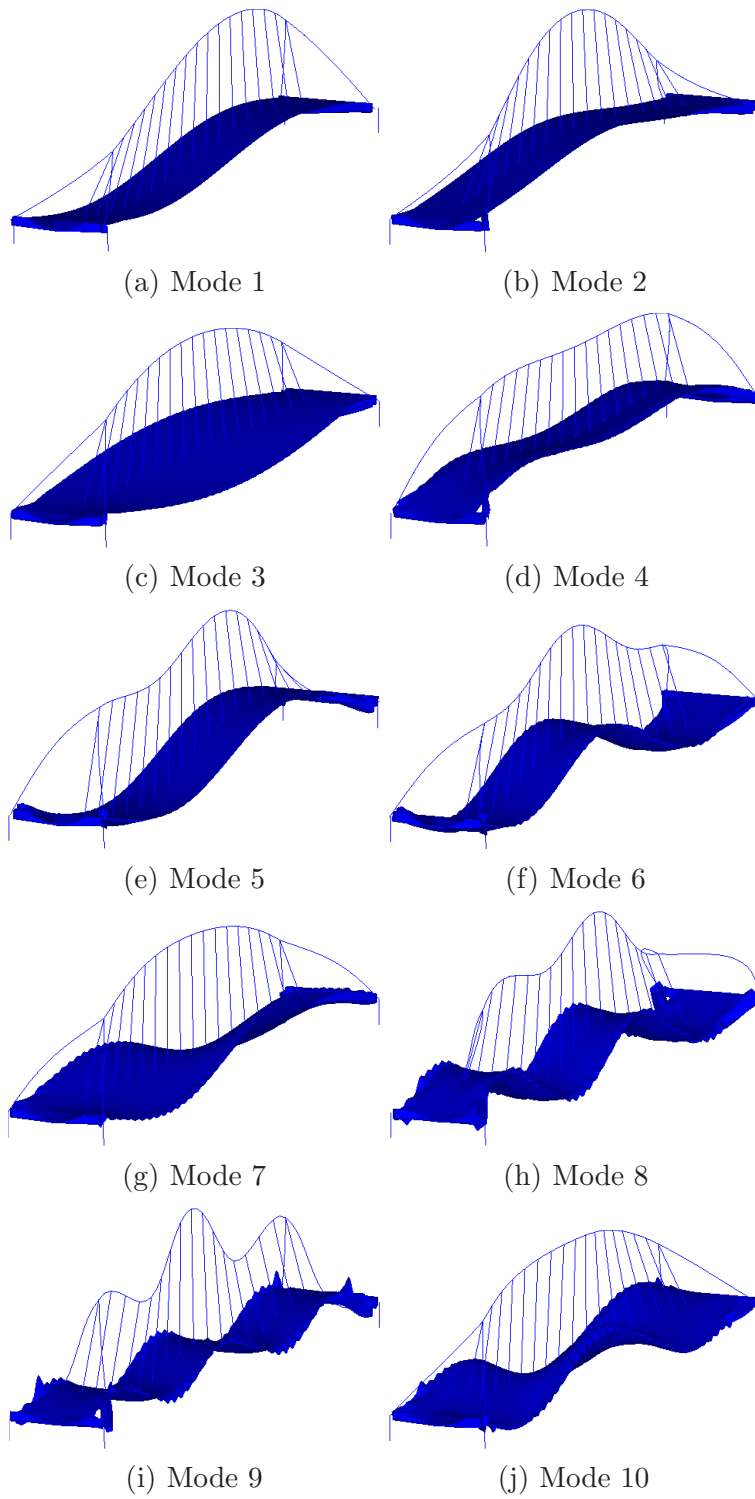 (a) Mode 1
(b) Mode 2
(c) Mode 3
(d) Mode 4
(e) Mode 5
(f) Mode 6
(g) Mode 7
(h) Mode 8
(i) Mode 9
(j) Mode 10